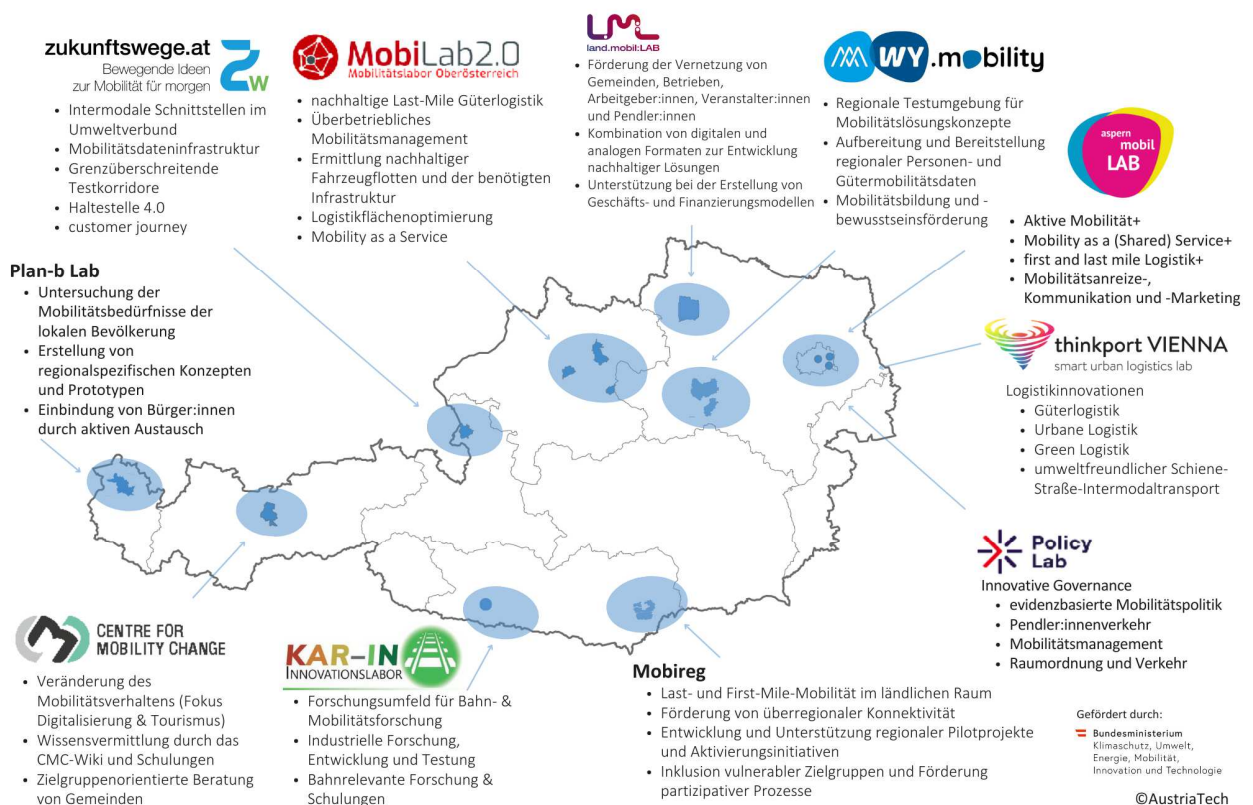 zukunftswege.at
Bewegende Ideen
zur Mobilität für morgen
ZW
• Intermodale Schnittstellen im
Umweltverbund
• Mobilitätsdateninfrastruktur
• Grenzüberschreitende
Testkorridore
• Haltestelle 4.0
• customer journey
MobiLab2.0
Mobilitätslabor Oberösterreich
• nachhaltige Last-Mile Güterlogistik
• Überbetriebliches
Mobilitätsmanagement
• Ermittlung nachhaltiger
Fahrzeugflotten und der benötigten
Infrastruktur
• Logistikflächenoptimierung
• Mobility as a Service
LML
land.mobil:LAB
• Förderung der Vernetzung von
Gemeinden, Betrieben,
Arbeitgeber:innen, Veranstalter:innen
und Pendler:innen
• Kombination von digitalen und
analogen Formaten zur Entwicklung
nachhaltiger Lösungen
• Unterstützung bei der Erstellung von
Geschäfts- und Finanzierungsmodellen
WY.mobility
• Regionale Testumgebung für
Mobilitätslösungskonzepte
• Aufbereitung und Bereitstellung
regionaler Personen- und
Gütermobilitätsdaten
• Mobilitätsbildung und -
bewusstseinsförderung
aspern
mobil
LAB
• Aktive Mobilität+
• Mobility as a (Shared) Service+
• first and last mile Logistik+
• Mobilitätsanreize-,
Kommunikation und -Marketing
Plan-b Lab
• Untersuchung der
Mobilitätsbedürfnisse der
lokalen Bevölkerung
• Erstellung von
regionalspezifischen Konzepten
und Prototypen
• Einbindung von Bürger:innen
durch aktiven Austausch
thinkport VIENNA
smart urban logistics lab
Logistikinnovationen
• Güterlogistik
• Urbane Logistik
• Green Logistik
• umweltfreundlicher Schiene-
Straße-Intermodaltransport
Policy
Lab
Innovative Governance
• evidenzbasierte Mobilitätspolitik
• Pendler:innenverkehr
• Mobilitätsmanagement
• Raumordnung und Verkehr
CENTRE FOR
MOBILITY CHANGE
• Veränderung des
Mobilitätsverhaltens (Fokus
Digitalisierung & Tourismus)
• Wissensvermittlung durch das
CMC-Wiki und Schulungen
• Zielgruppenorientierte Beratung
von Gemeinden
KAR-IN
INNOVATIONSLABOR
• Forschungsumfeld für Bahn- &
Mobilitätsforschung
• Industrielle Forschung,
Entwicklung und Testung
• Bahnrelevante Forschung &
Schulungen
Mobireg
• Last- und First-Mile-Mobilität im ländlichen Raum
• Förderung von überregionaler Konnektivität
• Entwicklung und Unterstützung regionaler Pilotprojekte
und Aktivierungsinitiativen
• Inklusion vulnerabler Zielgruppen und Förderung
partizipativer Prozesse
Gefördert durch:
Bundesministerium
Klimaschutz, Umwelt,
Energie, Mobilität,
Innovation und Technologie
©AustriaTech